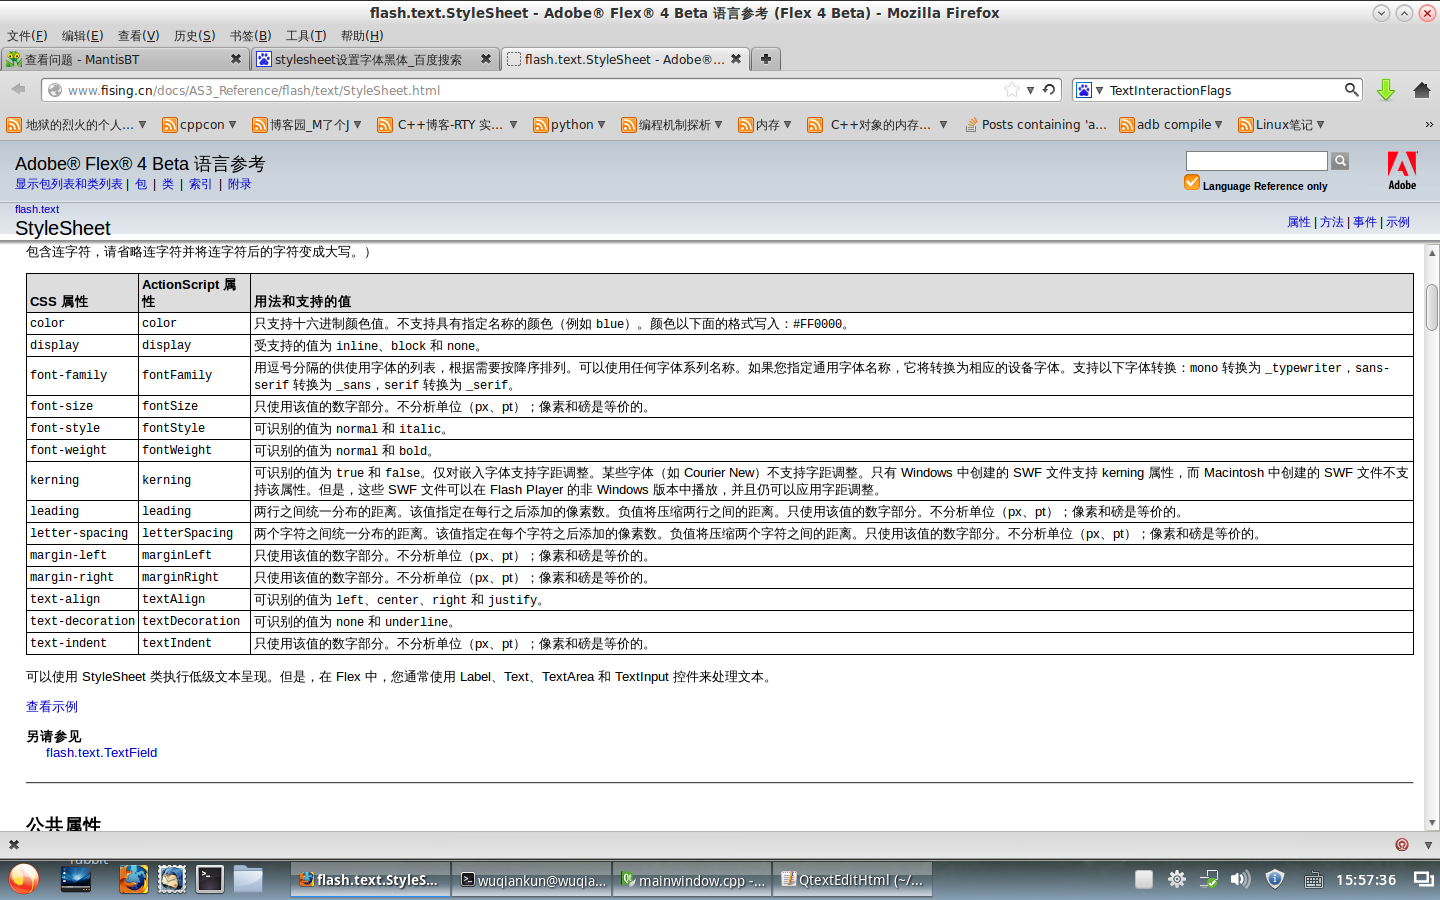 flash.text.StyleSheet - Adobe® Flex® 4 Beta 语言参考 (Flex 4 Beta) - Mozilla Firefox
文件(F) 编辑(E) 查看(V) 历史(S) 书签(B) 工具(T) 帮助(H)
查看问题 - MantisBT stylesheet设置字体黑体_百度搜索 flash.text.StyleSheet - Adobe®...
www.fising.cn/docs/AS3_Reference/flash/text/StyleSheet.html TextInteractionFlags
地狱的烈火的个人... cppcon 博客园_M了个J C++博客-RTY 实... python 编程机制探析 内存 C++对象的内存... Posts containing 'a... adb compile Linux笔记 »
Adobe® Flex® 4 Beta 语言参考
显示包列表和类列表 | 包 | 类 | 索引 | 附录
Language Reference only
Adobe
flash.text
StyleSheet
属性 | 方法 | 事件 | 示例
包含连字符，请省略连字符并将连字符后的字符变成大写。）
CSS 属性 ActionScript 属性 用法和支持的值
color color 只支持十六进制颜色值。不支持具有指定名称的颜色（例如 blue）。颜色以下面的格式写入：#FF0000。
display display 受支持的值为 inline、block 和 none。
font-family fontFamily 用逗号分隔的供使用字体的列表，根据需要按降序排列。可以使用任何字体系列名称。如果您指定通用字体名称，它将转换为相应的设备字体。支持以下字体转换：mono 转换为 _typewriter，sans-
serif 转换为 _sans，serif 转换为 _serif。
font-size fontSize 只使用该值的数字部分。不分析单位（px、pt）；像素和磅是等价的。
font-style fontStyle 可识别的值为 normal 和 italic。
font-weight fontWeight 可识别的值为 normal 和 bold。
kerning kerning 可识别的值为 true 和 false。仅对嵌入字体支持字距调整。某些字体（如 Courier New）不支持字距调整。只有 Windows 中创建的 SWF 文件支持 kerning 属性，而 Macintosh 中创建的 SWF 文件不支
持该属性。但是，这些 SWF 文件可以在 Flash Player 的非 Windows 版本中播放，并且仍可以应用字距调整。
leading leading 两行之间统一分布的距离。该值指定在每行之后添加的像素数。负值将压缩两行之间的距离。只使用该值的数字部分。不分析单位（px、pt）；像素和磅是等价的。
letter-spacing letterSpacing 两个字符之间统一分布的距离。该值指定在每个字符之后添加的像素数。负值将压缩两个字符之间的距离。只使用该值的数字部分。不分析单位（px、pt）；像素和磅是等价的。
margin-left marginLeft 只使用该值的数字部分。不分析单位（px、pt）；像素和磅是等价的。
margin-right marginRight 只使用该值的数字部分。不分析单位（px、pt）；像素和磅是等价的。
text-align textAlign 可识别的值为 left、center、right 和 justify。
text-decoration textDecoration 可识别的值为 none 和 underline。
text-indent textIndent 只使用该值的数字部分。不分析单位（px、pt）；像素和磅是等价的。
可以使用 StyleSheet 类执行低级文本呈现。但是，在 Flex 中，您通常使用 Label、Text、TextArea 和 TextInput 控件来处理文本。
查看示例
另请参见
flash.text.TextField
公共属性
rabbit
flash.text.StyleS... wuqiankun@wuqia... mainwindow.cpp -... QtextEditHtml (~/... 15:57:36